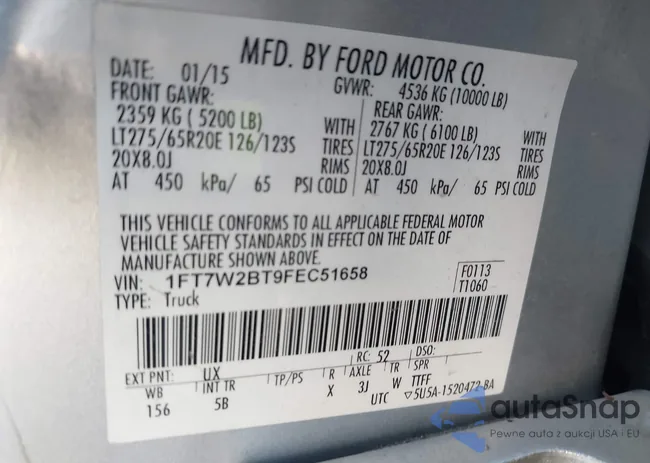 MFD. BY FORD MOTOR CO.
DATE: 01/15 GVWR: 4536 KG (10000 LB)
FRONT GAWR: REAR GAWR:
2359 KG ( 5200 LB) WITH 2767 KG ( 6100 LB) WITH
LT275/65R20E 126/123S TIRES LT275/65R20E 126/123S TIRES
20X8.0J RIMS 20X8.0J RIMS
AT 450 kPa/ 65 PSI COLD AT 450 kPa/ 65 PSI COLD
THIS VEHICLE CONFORMS TO ALL APPLICABLE FEDERAL MOTOR
VEHICLE SAFETY STANDARDS IN EFFECT ON THE DATE OF
MANUFACTURE SHOWN ABOVE.
VIN: 1FT7W2BT9FEC51658 F0113
TYPE: Truck T1060
EXT PNT: UX RC: 52 DSO:
WB INT TR TP/PS R AXLE TR SPR
156 5B X 3J W TTFF
UTC ▽5U5A-1520472-BA
autaSnap
Pewne auta z aukcji USA i EU